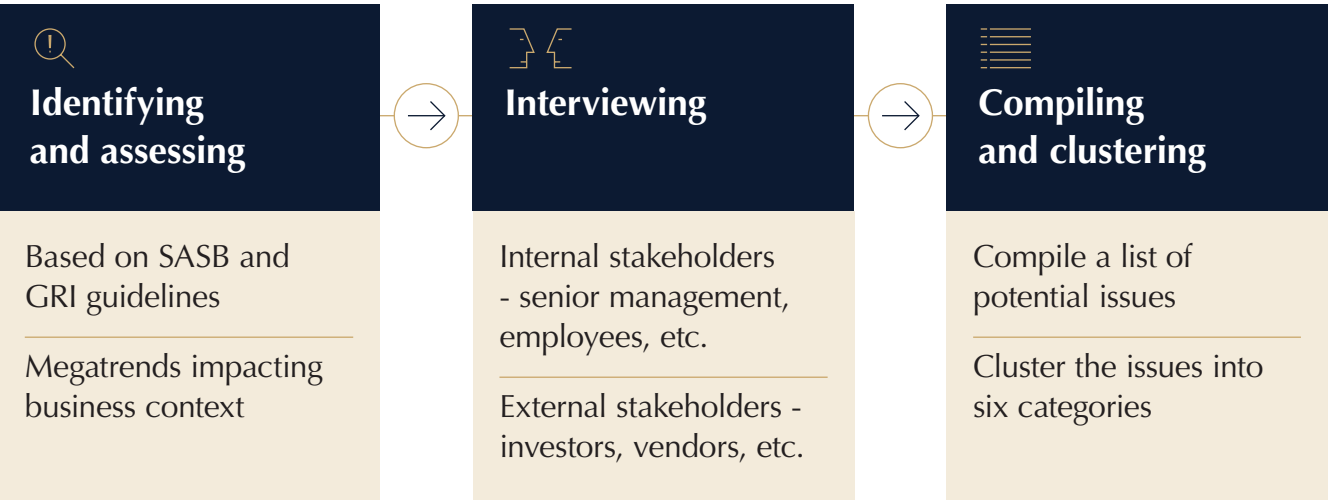 Identifying
and assessing
Based on SASB and
GRI guidelines
Megatrends impacting
business context
Interviewing
Internal stakeholders
- senior management,
employees, etc.
External stakeholders -
investors, vendors, etc.
Compiling
and clustering
Compile a list of
potential issues
Cluster the issues into
six categories